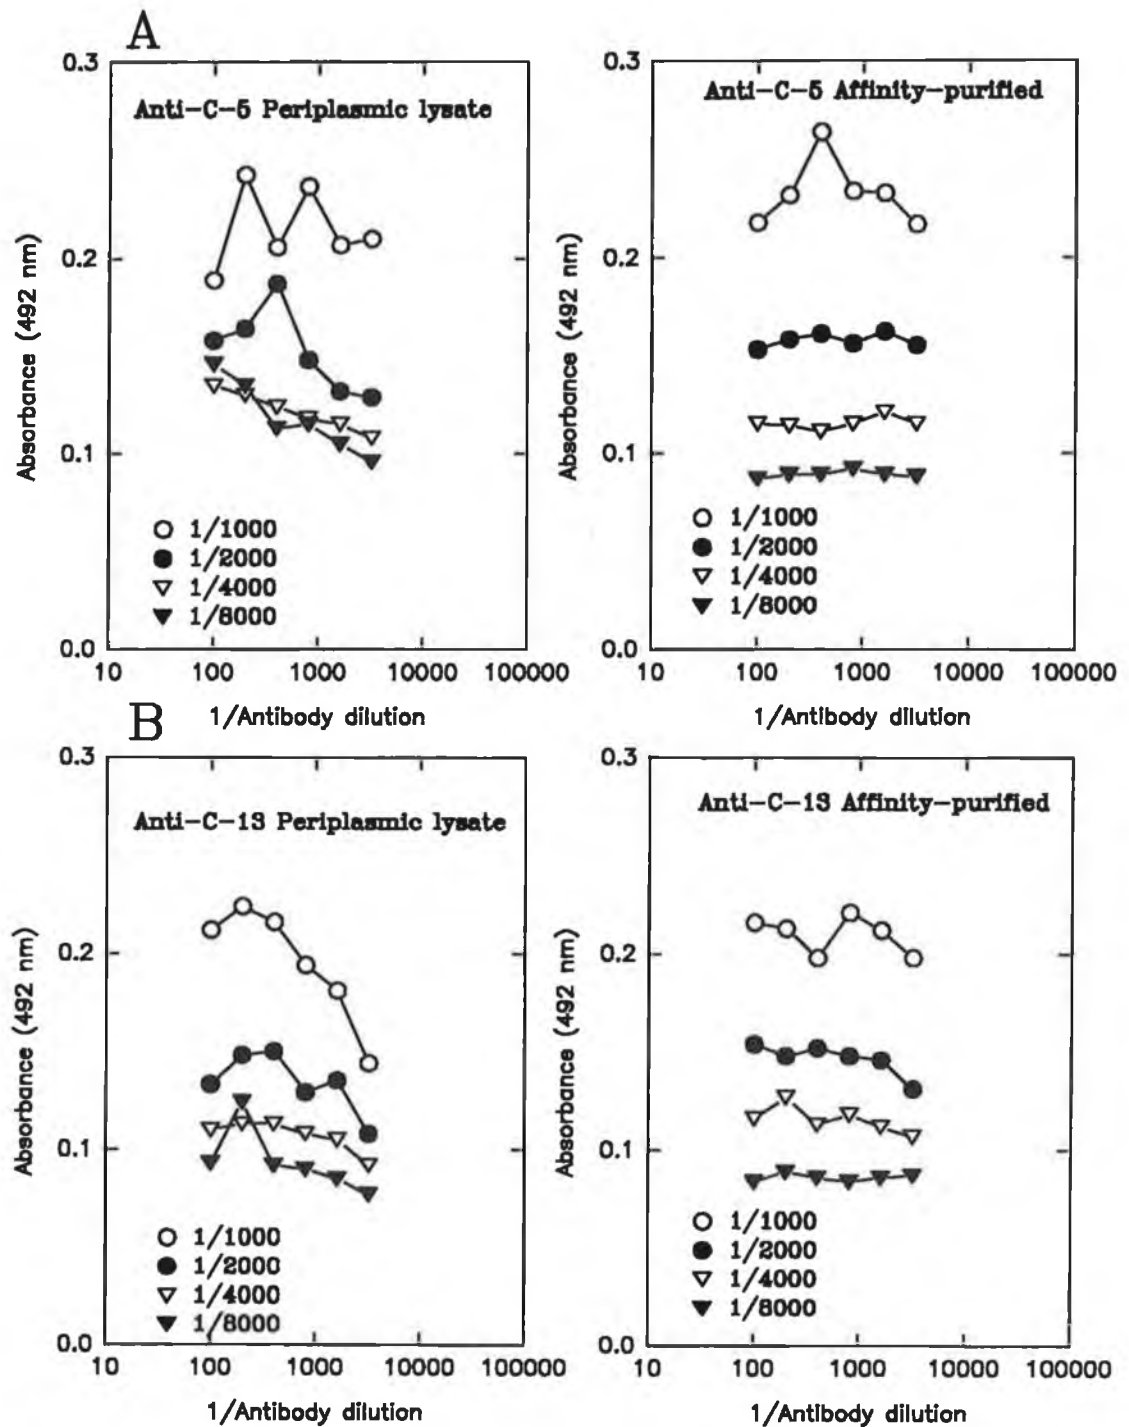 A
Anti-C-5 Periplasmic lysate
Absorbance (492 nm)
0.3
0.2
0.1
0.0
1/1000
1/2000
1/4000
1/8000
10 100 1000 10000 100000
1/Antibody dilution
Anti-C-5 Affinity-purified
Absorbance (492 nm)
0.3
0.2
0.1
0.0
1/1000
1/2000
1/4000
1/8000
10 100 1000 10000 100000
1/Antibody dilution
B
Anti-C-13 Periplasmic lysate
Absorbance (492 nm)
0.3
0.2
0.1
0.0
1/1000
1/2000
1/4000
1/8000
10 100 1000 10000 100000
1/Antibody dilution
Anti-C-13 Affinity-purified
Absorbance (492 nm)
0.3
0.2
0.1
0.0
1/1000
1/2000
1/4000
1/8000
10 100 1000 10000 100000
1/Antibody dilution